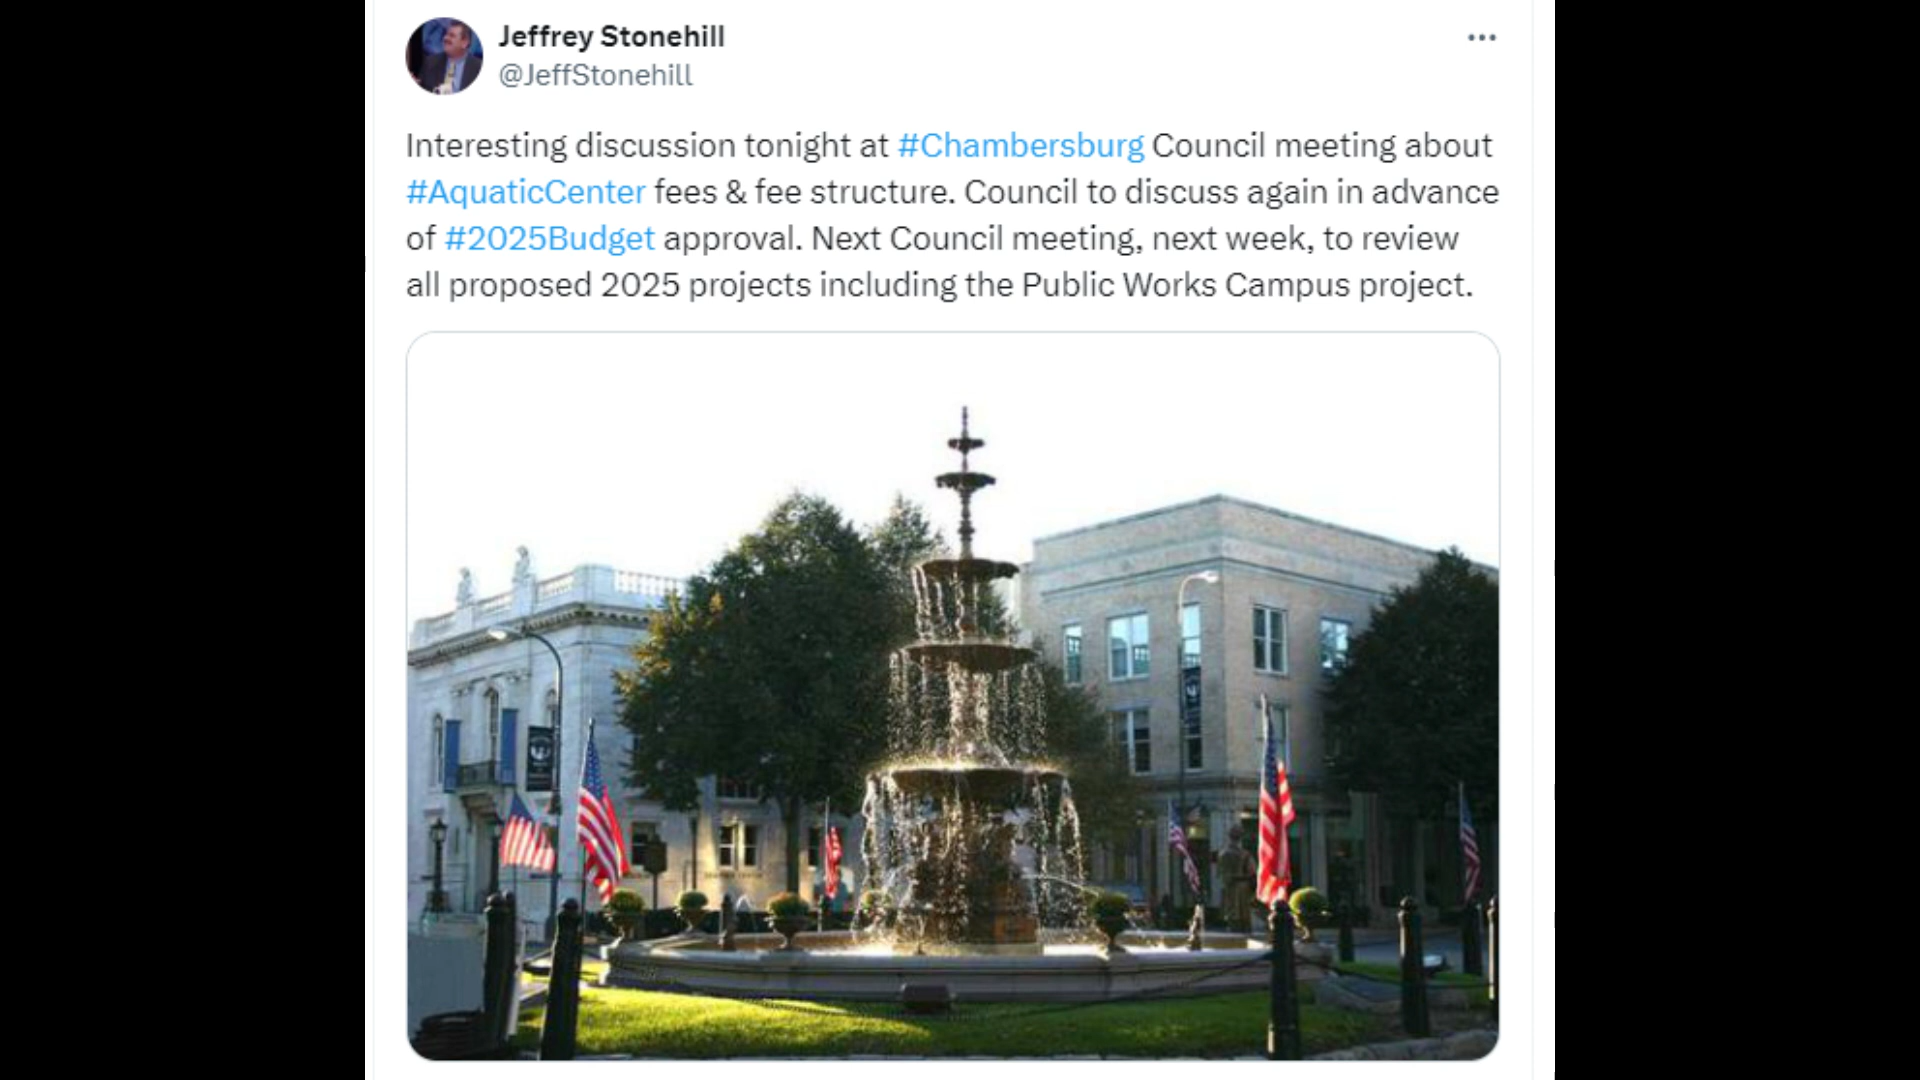 Jeffrey Stonehill
@JeffStonehill
Interesting discussion tonight at #Chambersburg Council meeting about
#AquaticCenter fees & fee structure. Council to discuss again in advance
of #2025Budget approval. Next Council meeting, next week, to review
all proposed 2025 projects including the Public Works Campus project.